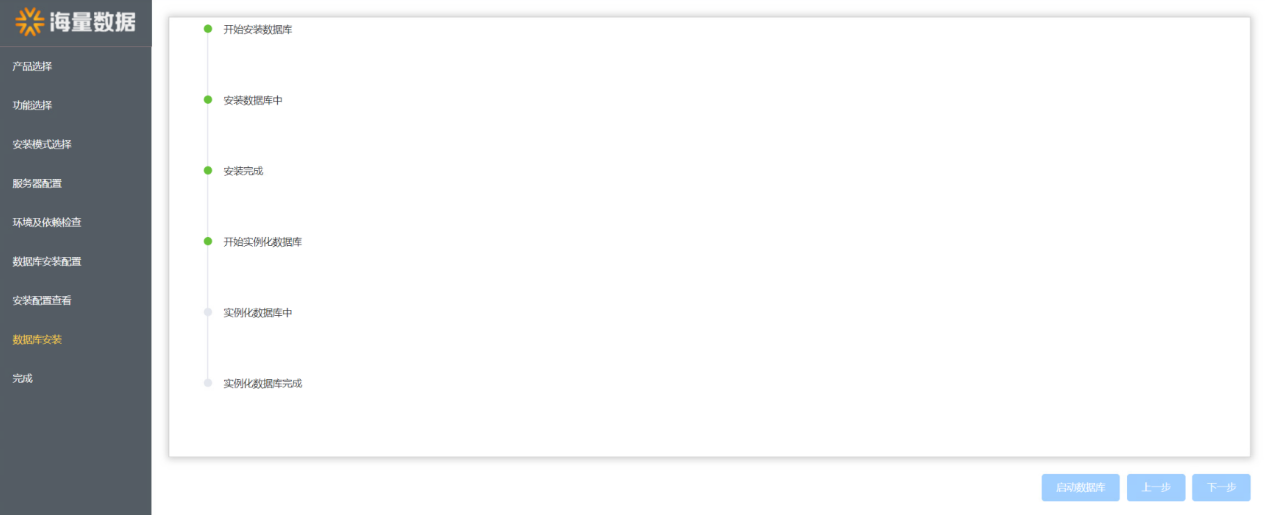 海量数据
产品选择
功能选择
安装模式选择
服务器配置
环境及依赖检查
数据库安装配置
安装配置查看
数据库安装
完成
开始安装数据库
安装数据库中
安装完成
开始实例化数据库
实例化数据库中
实例化数据库完成
启动数据库 上一步 下一步